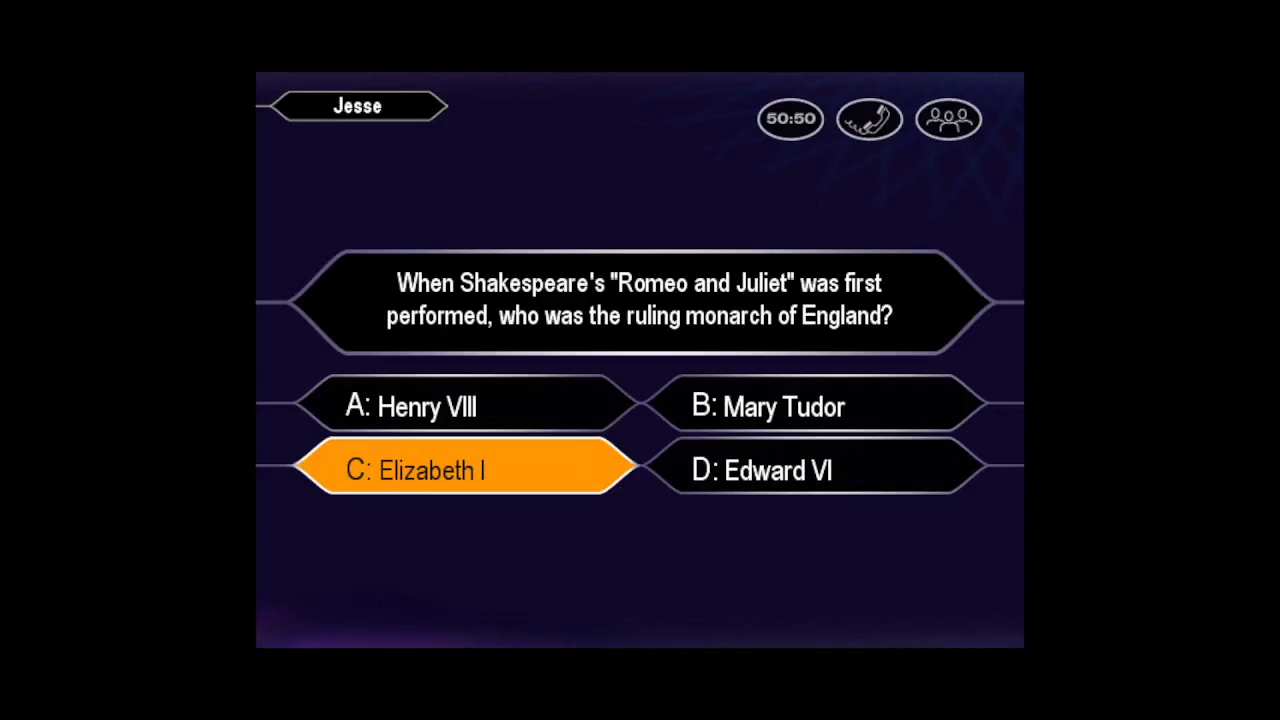 Jesse
50:50
When Shakespeare's "Romeo and Juliet" was first
performed, who was the ruling monarch of England?
A: Henry VIII
B: Mary Tudor
C: Elizabeth I
D: Edward VI